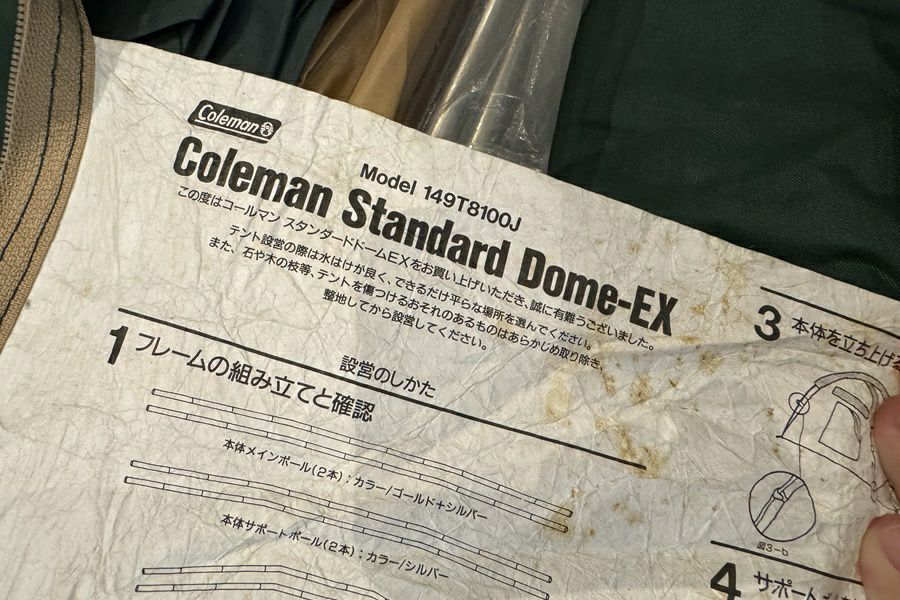 Coleman
Model 149T8100J
Coleman Standard Dome-EX
この度はコールマン スタンダードドームEXをお買い上げいただき、誠に有難うございました。
テント設営の際は水はけが良く、できるだけ平らな場所を選んでください。
また、石や木の枝等、テントを傷つけるおそれのあるものはあらかじめ取り除き、
整地してから設営してください。
設営のしかた
1 フレームの組み立てと確認
本体メインポール(2本):カラー/ゴールド+シルバー
本体サポートポール(2本):カラー/シルバー
3 本体を立ち上げる
図3-b
4 サポート